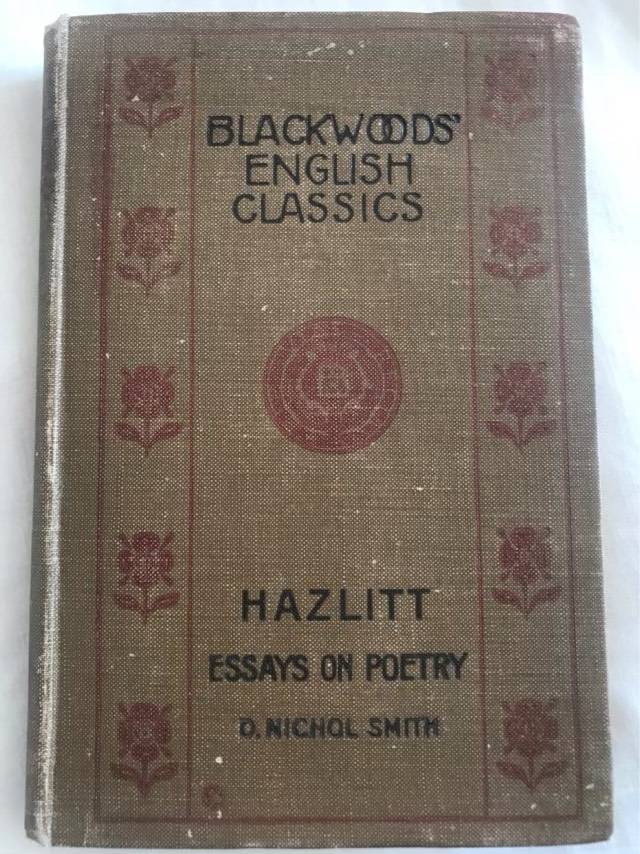 BLACKWOODS'
ENGLISH
CLASSICS
HAZLITT
ESSAYS ON POETRY
D. NICHOL SMITH